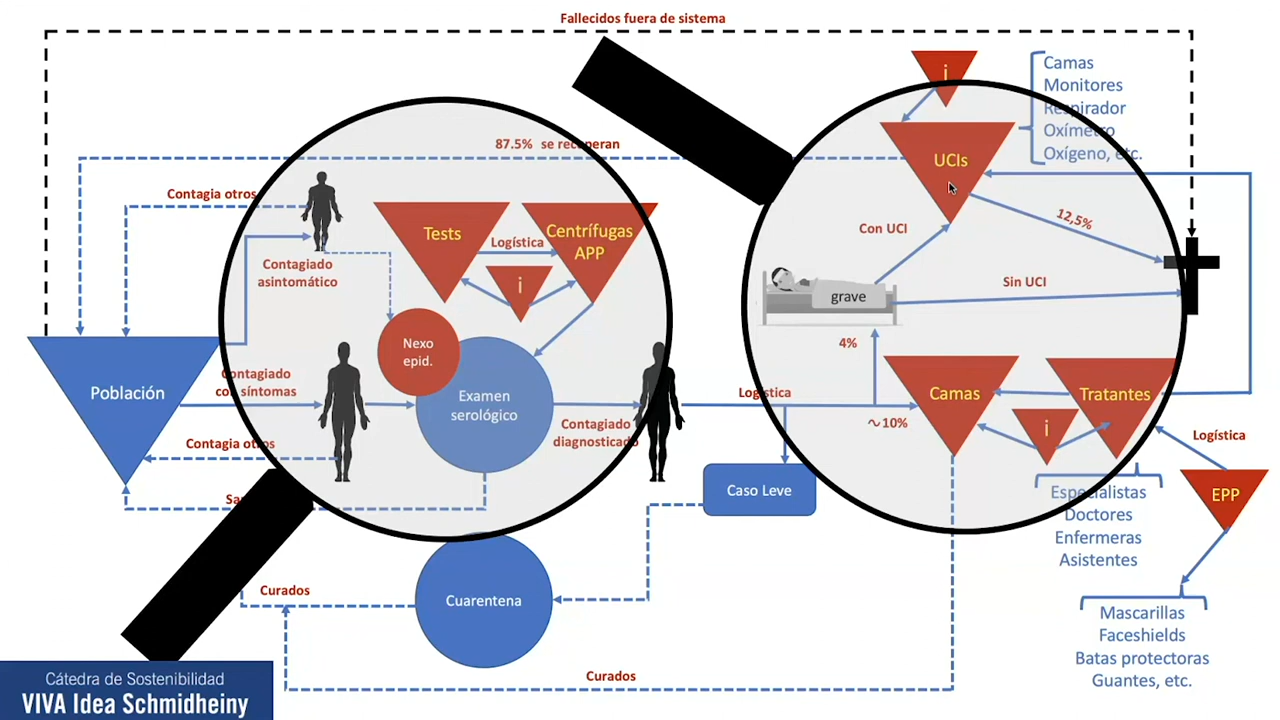 Fallecidos fuera de sistema
i
Camas
Monitores
Respirador
Oxímetro
Oxígeno, etc.
87.5% se recuperan
UCIs
Contagia otros
Tests
Logística
Centrífugas
APP
i
Con UCI
12,5%
Contagiado
asintomático
Sin UCI
grave
Nexo
epid.
4%
Población
Contagiado
con síntomas
Examen
serológico
Contagiado
diagnosticado
Logística
~10%
Camas
Tratantes
i
Contagia otros
Logística
Caso Leve
EPP
Especialistas
Doctores
Enfermeras
Asistentes
Curados
Cuarentena
Mascarillas
Faceshields
Batas protectoras
Guantes, etc.
Curados
Cátedra de Sostenibilidad
VIVA Idea Schmidheiny